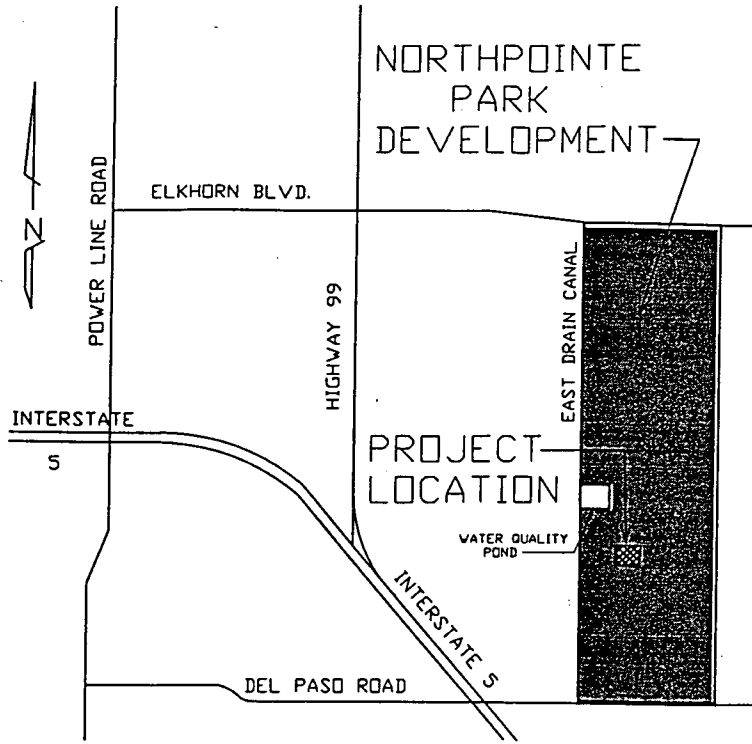 NORTHPOINTE
PARK
DEVELOPMENT
N
POWER LINE ROAD
ELKHORN BLVD.
HIGHWAY 99
EAST DRAIN CANAL
INTERSTATE
5
PROJECT
LOCATION
WATER QUALITY
POND
INTERSTATE 5
DEL PASO ROAD